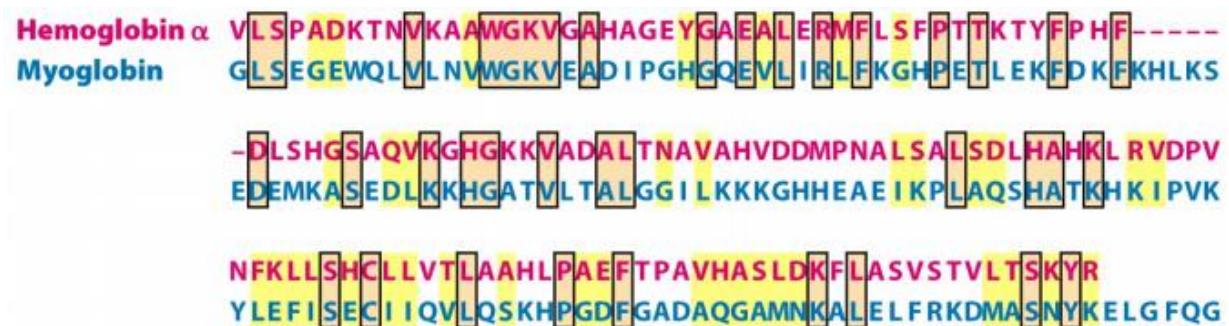 Hemoglobin α VLSPADKTNVKAAWGKVGAHAGEYGAEALERMFLSFPTTKTYFPHF-----
Myoglobin GLSEGEWQLVLNVWGKVEADIPGHGQEVLIRLFKGHPETLEKFDKFKHLKS
-DLSHGSAQVKGHGKKVADALTNAVAHVDDMPNALSALSDLHAHKLRVDPV
EDEMKASEDLKKHGATVLTALGGILKKKGHHEAEIKPLAQSHATKHKIPVK
NFKLLSHCLLVTLAAHLPAEFTPAVHASLDKFLASVSTVLTSKYR
YLEFISECIIQVLQSKHPGDFGADAQGAMNKALELFRKDMASNYKELGFQG